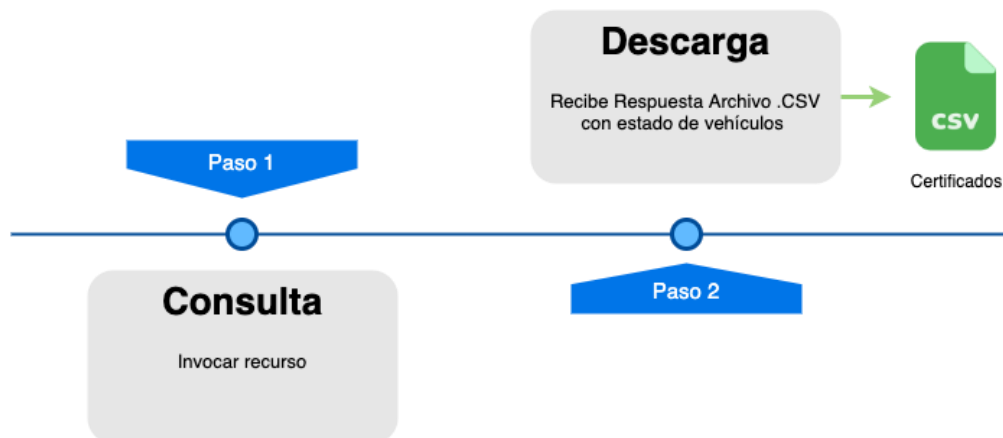 Paso 1
Consulta
Invocar recurso
Descarga
Recibe Respuesta Archivo .CSV
con estado de vehículos
Paso 2
CSV
Certificados